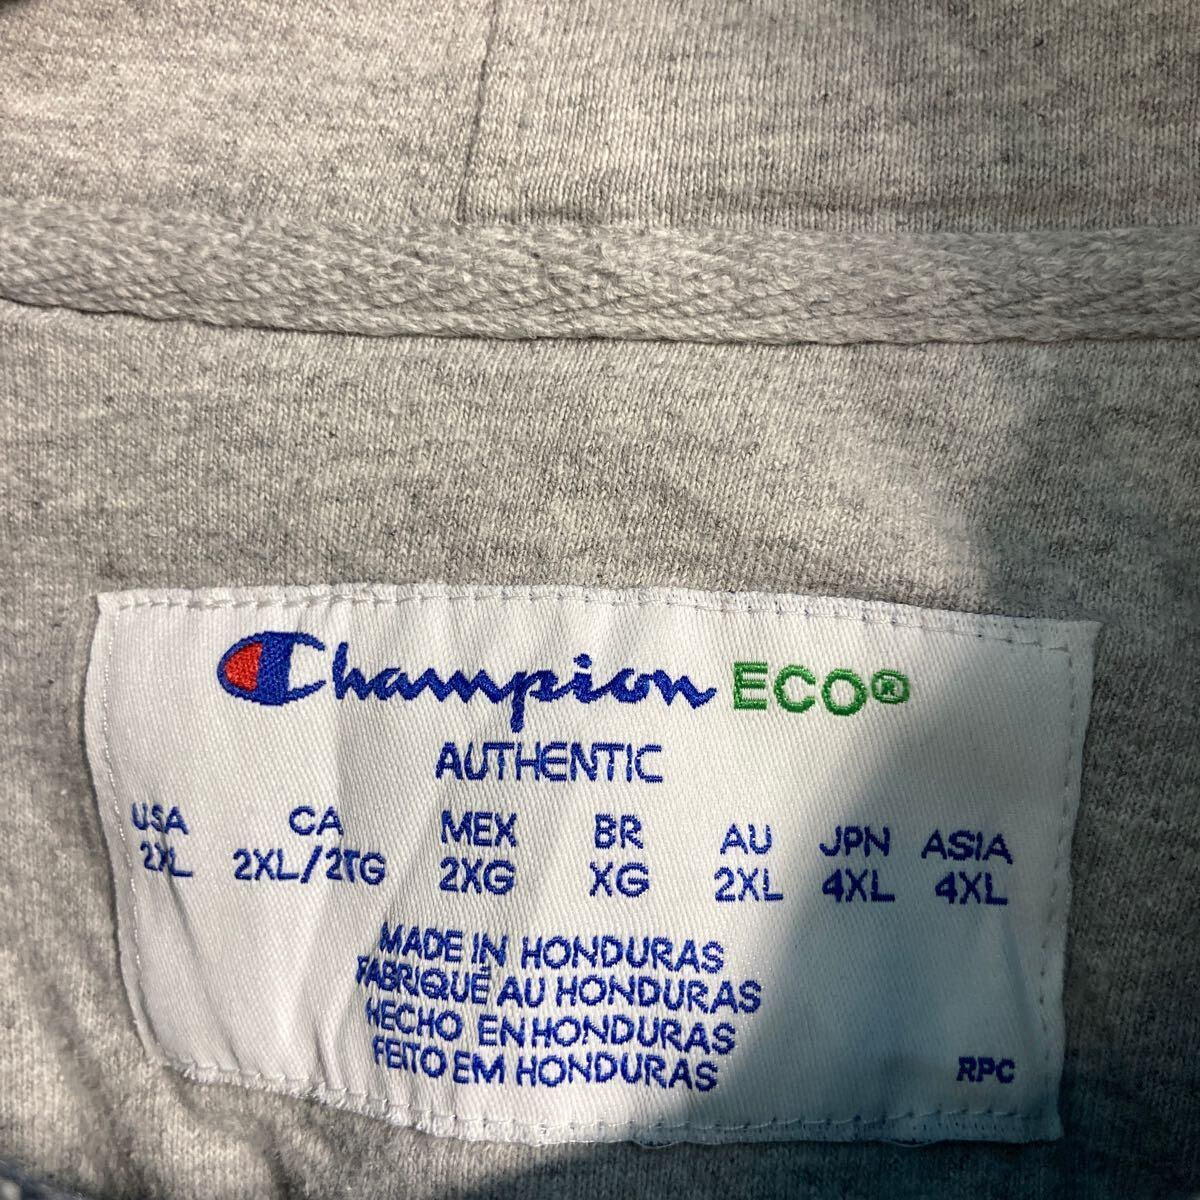 Champion ECO®
AUTHENTIC
USA CA MEX BR AU JPN ASIA
2XL 2XL/2TG 2XG XG 2XL 4XL 4XL
MADE IN HONDURAS
FABRIQUÉ AU HONDURAS
HECHO EN HONDURAS
FEITO EM HONDURAS
RPC